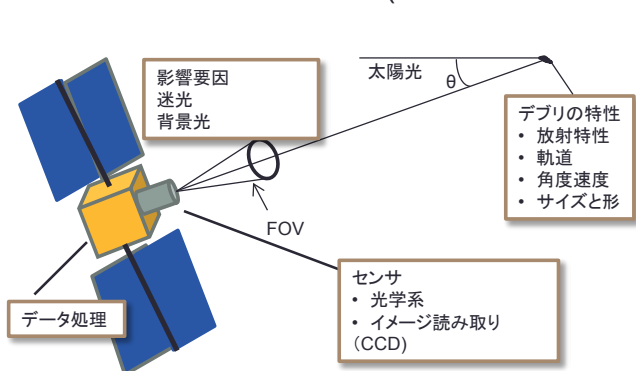 影響要因
迷光
背景光
太陽光
θ
デブリの特性
• 放射特性
• 軌道
• 角度速度
• サイズと形
FOV
センサ
• 光学系
• イメージ読み取り
（CCD)
データ処理